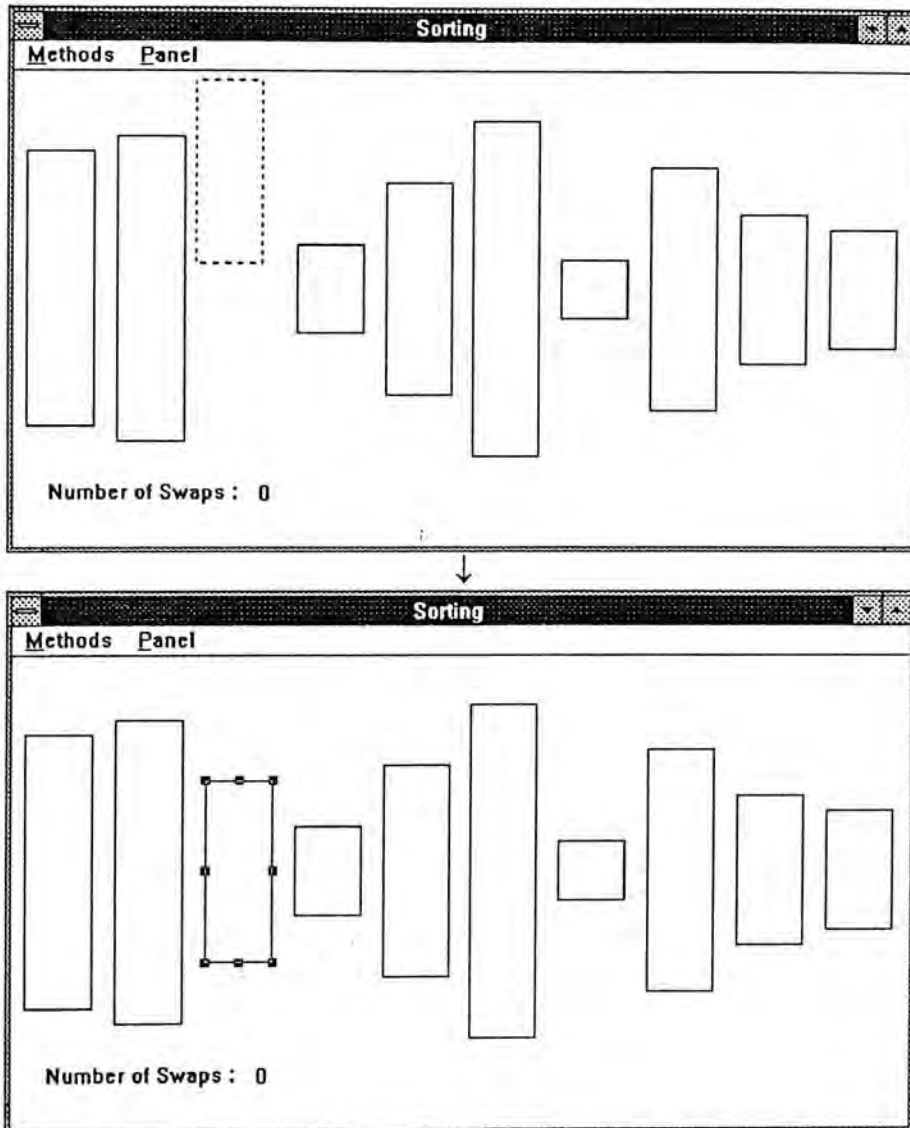 Sorting
Methods Panel
Number of Swaps : 0
↓
Sorting
Methods Panel
Number of Swaps : 0